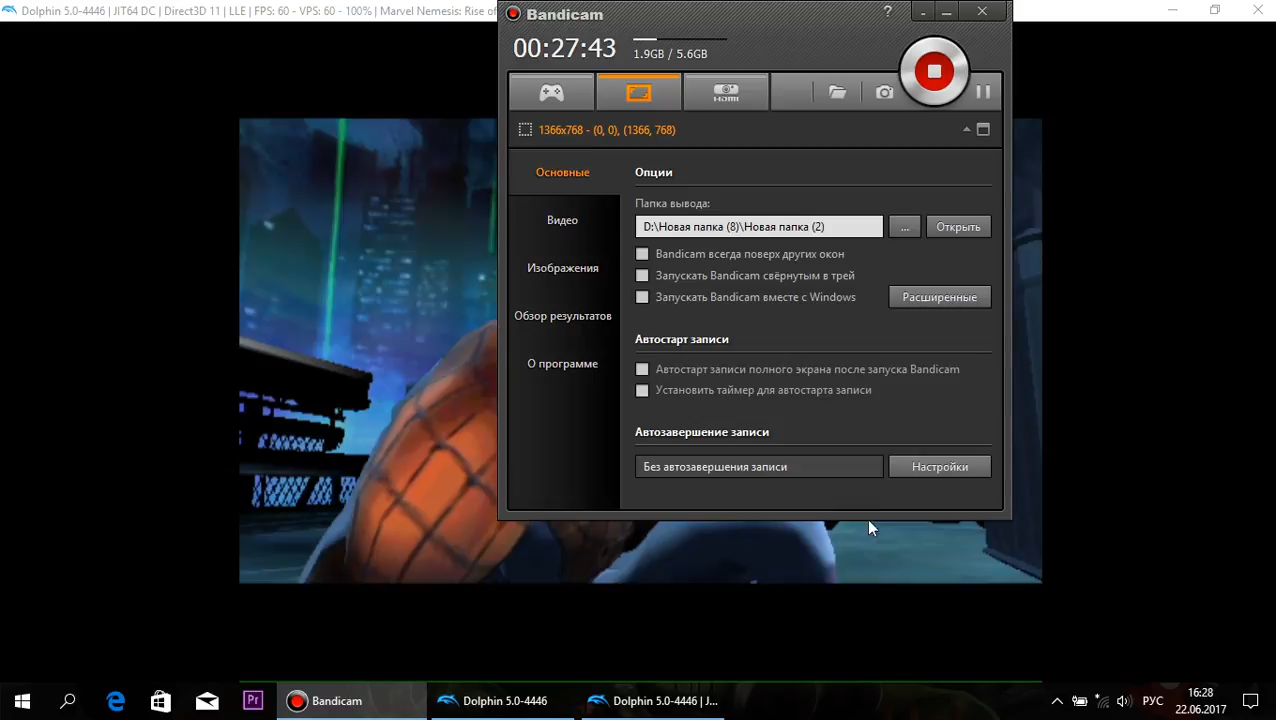 Dolphin 5.0-4446 | JIT64 DC | Direct3D 11 | LLE | FPS: 60 - VPS: 60 - 100% | Marvel Nemesis: Rise of
Bandicam
?
00:27:43
1.9GB / 5.6GB
HDMI
1366x768 - (0, 0), (1366, 768)
Основные
Видео
Изображения
Обзор результатов
О программе
Опции
Папка вывода:
D:\Новая папка (8)\Новая папка (2)
...
Открыть
Bandicam всегда поверх других окон
Запускать Bandicam свёрнутым в трей
Запускать Bandicam вместе с Windows
Расширенные
Автостарт записи
Автостарт записи полного экрана после запуска Bandicam
Установить таймер для автостарта записи
Автозавершение записи
Без автозавершения записи
Настройки
Pr
Bandicam
Dolphin 5.0-4446
Dolphin 5.0-4446 | J...
РУС
16:28
22.06.2017